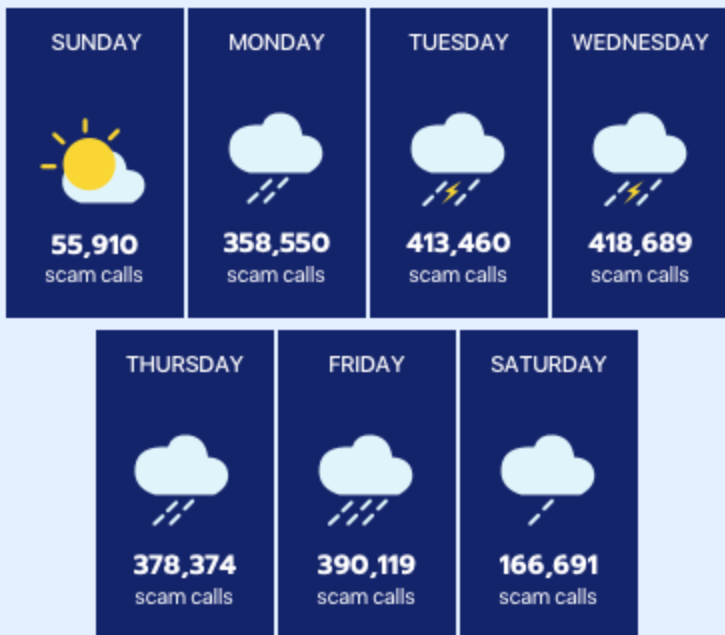 SUNDAY
MONDAY
TUESDAY
WEDNESDAY
55,910
scam calls
358,550
scam calls
413,460
scam calls
418,689
scam calls
THURSDAY
FRIDAY
SATURDAY
378,374
scam calls
390,119
scam calls
166,691
scam calls